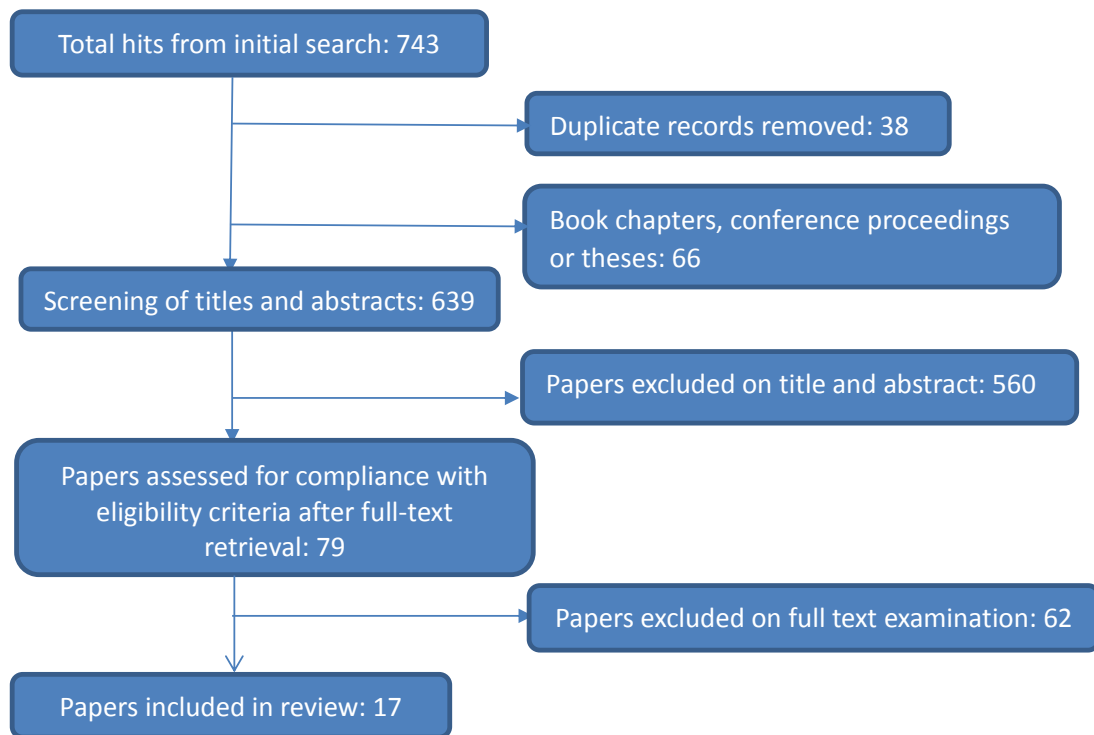 Total hits from initial search: 743
Duplicate records removed: 38
Book chapters, conference proceedings
or theses: 66
Screening of titles and abstracts: 639
Papers excluded on title and abstract: 560
Papers assessed for compliance with
eligibility criteria after full-text
retrieval: 79
Papers excluded on full text examination: 62
Papers included in review: 17